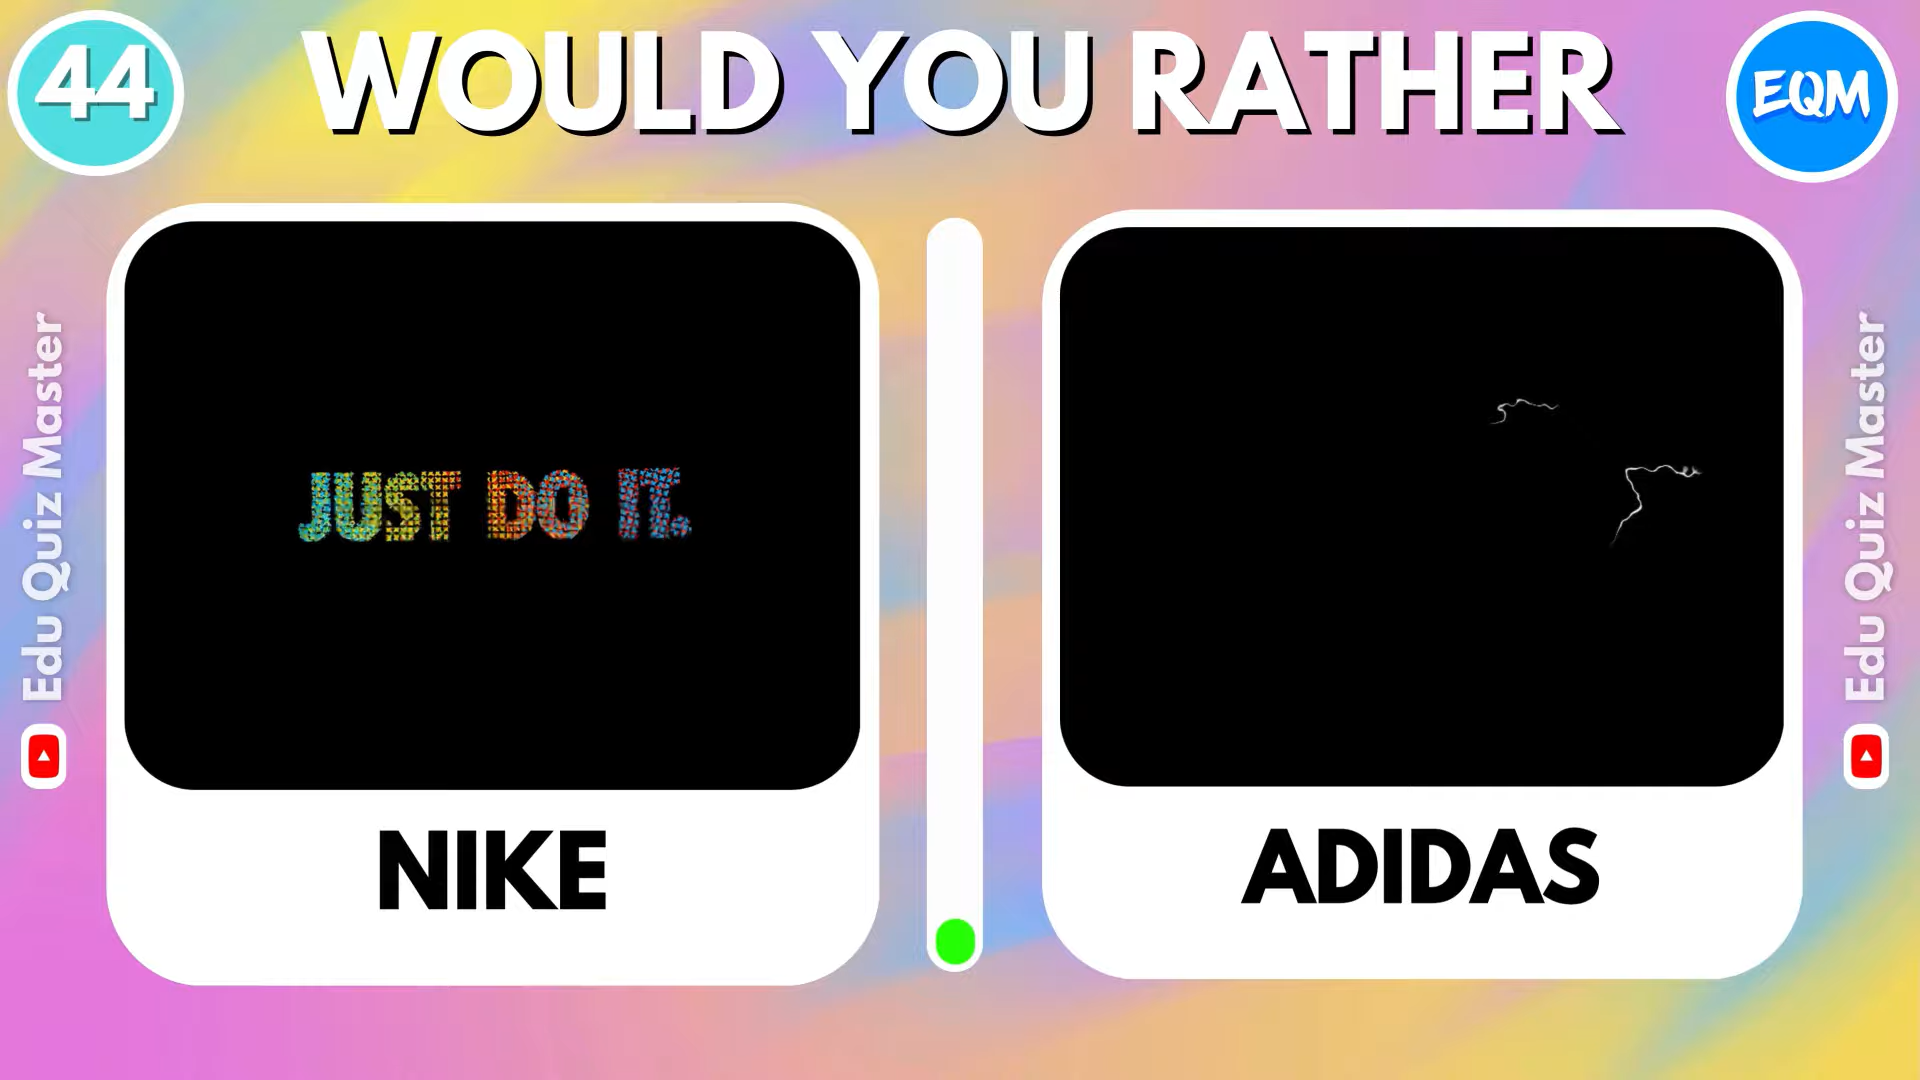 44
WOULD YOU RATHER
EQM
JUST DO IT.
NIKE
ADIDAS
Edu Quiz Master
Edu Quiz Master